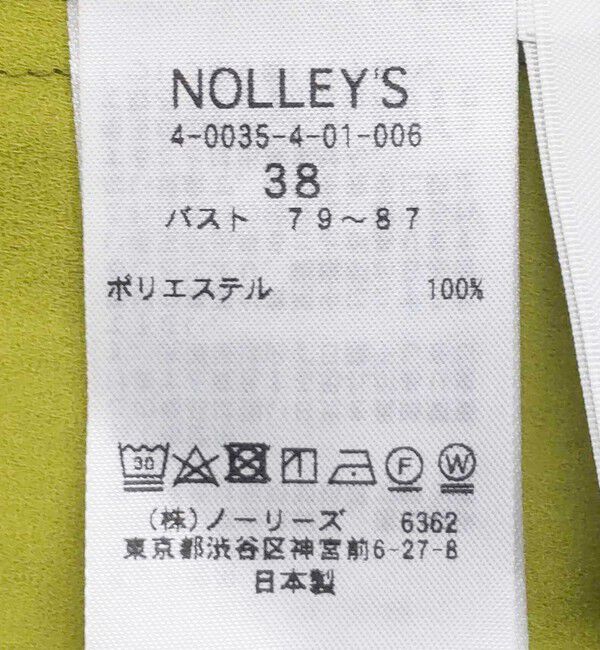 NOLLEY'S
4-0035-4-01-006
38
バスト 79～87
ポリエステル 100%
30 F W
(株)ノーリーズ 6362
東京都渋谷区神宮前6-27-8
日本製